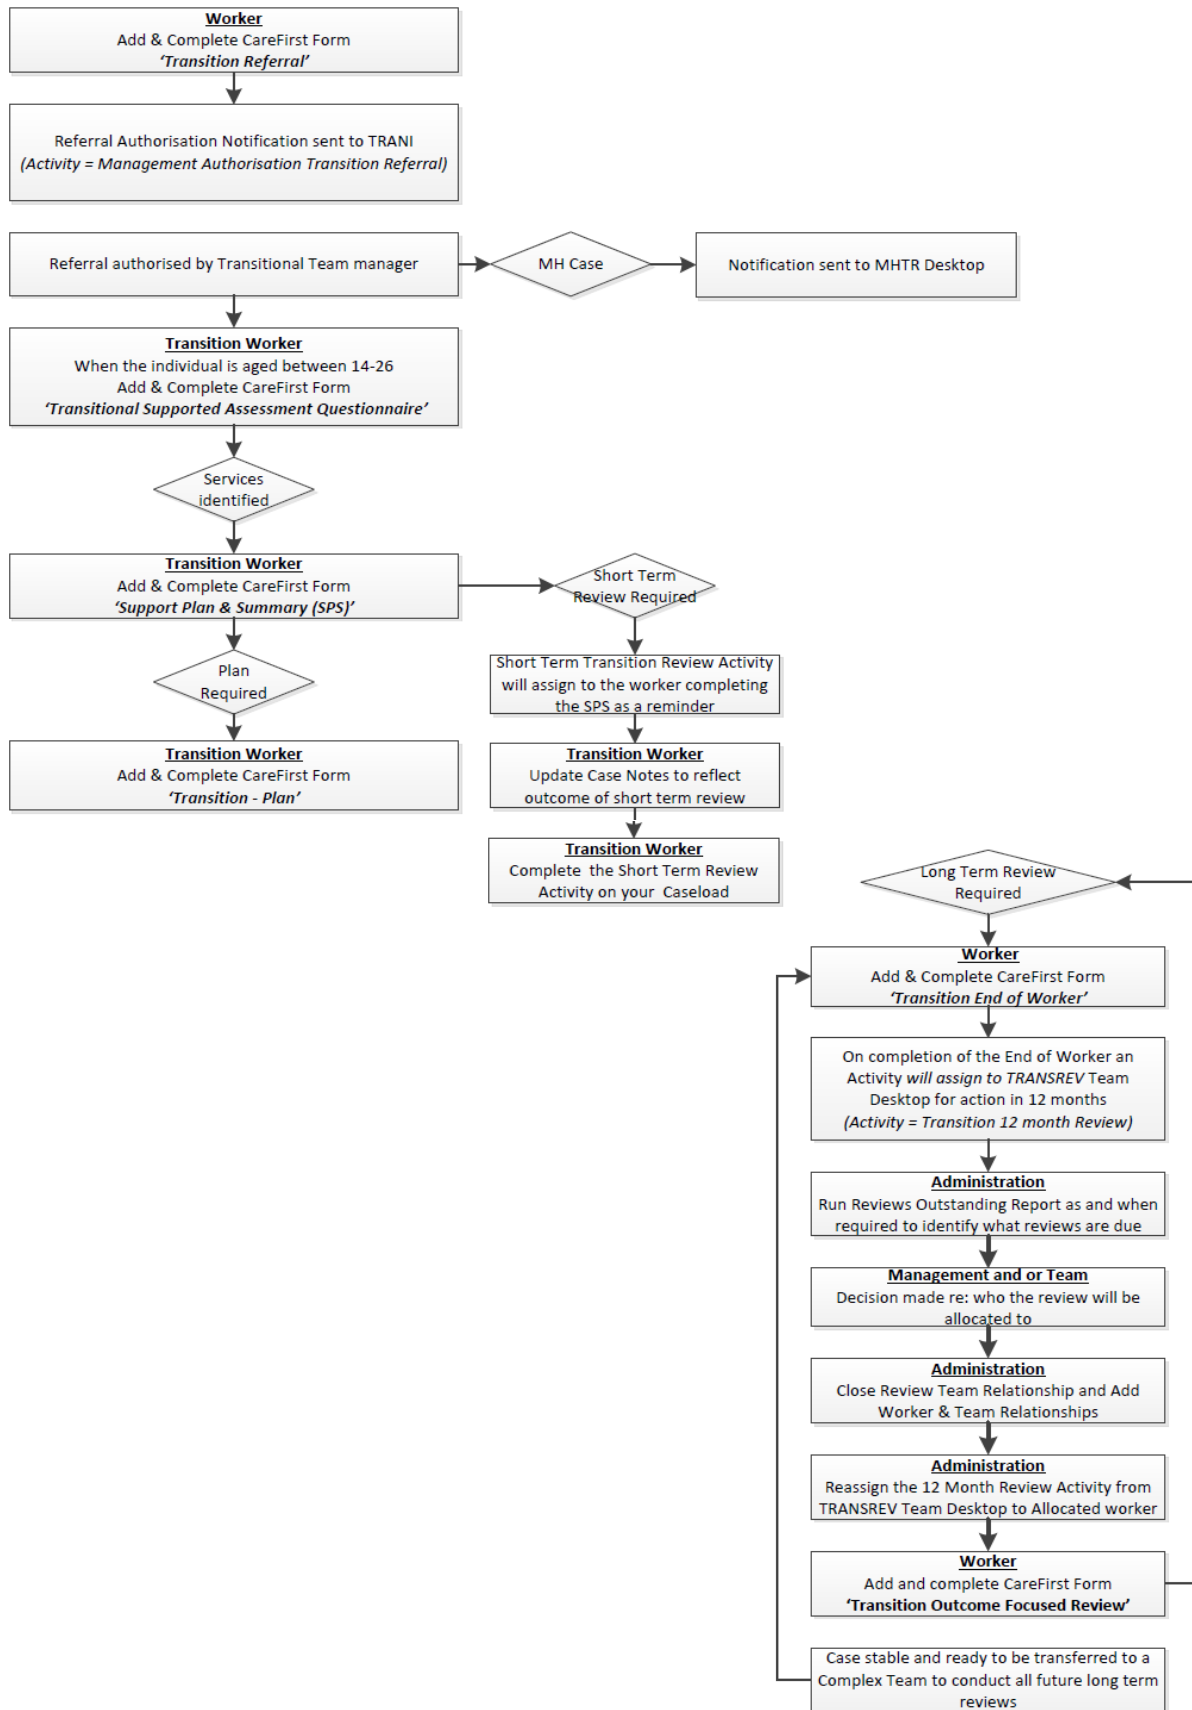 Worker
Add & Complete CareFirst Form
‘Transition Referral’
Referral Authorisation Notification sent to TRANI
(Activity = Management Authorisation Transition Referral)
Referral authorised by Transitional Team manager
MH Case
Notification sent to MHTR Desktop
Transition Worker
When the individual is aged between 14-26
Add & Complete CareFirst Form
‘Transitional Supported Assessment Questionnaire’
Services
identified
Transition Worker
Add & Complete CareFirst Form
‘Support Plan & Summary (SPS)’
Short Term
Review Required
Plan
Required
Transition Worker
Add & Complete CareFirst Form
‘Transition - Plan’
Short Term Transition Review Activity
will assign to the worker completing
the SPS as a reminder
Transition Worker
Update Case Notes to reflect
outcome of short term review
Transition Worker
Complete the Short Term Review
Activity on your Caseload
Long Term Review
Required
Worker
Add & Complete CareFirst Form
‘Transition End of Worker’
On completion of the End of Worker an
Activity will assign to TRANSREV Team
Desktop for action in 12 months
(Activity = Transition 12 month Review)
Administration
Run Reviews Outstanding Report as and when
required to identify what reviews are due
Management and or Team
Decision made re: who the review will be
allocated to
Administration
Close Review Team Relationship and Add
Worker & Team Relationships
Administration
Reassign the 12 Month Review Activity from
TRANSREV Team Desktop to Allocated worker
Worker
Add and complete CareFirst Form
‘Transition Outcome Focused Review’
Case stable and ready to be transferred to a
Complex Team to conduct all future long term
reviews